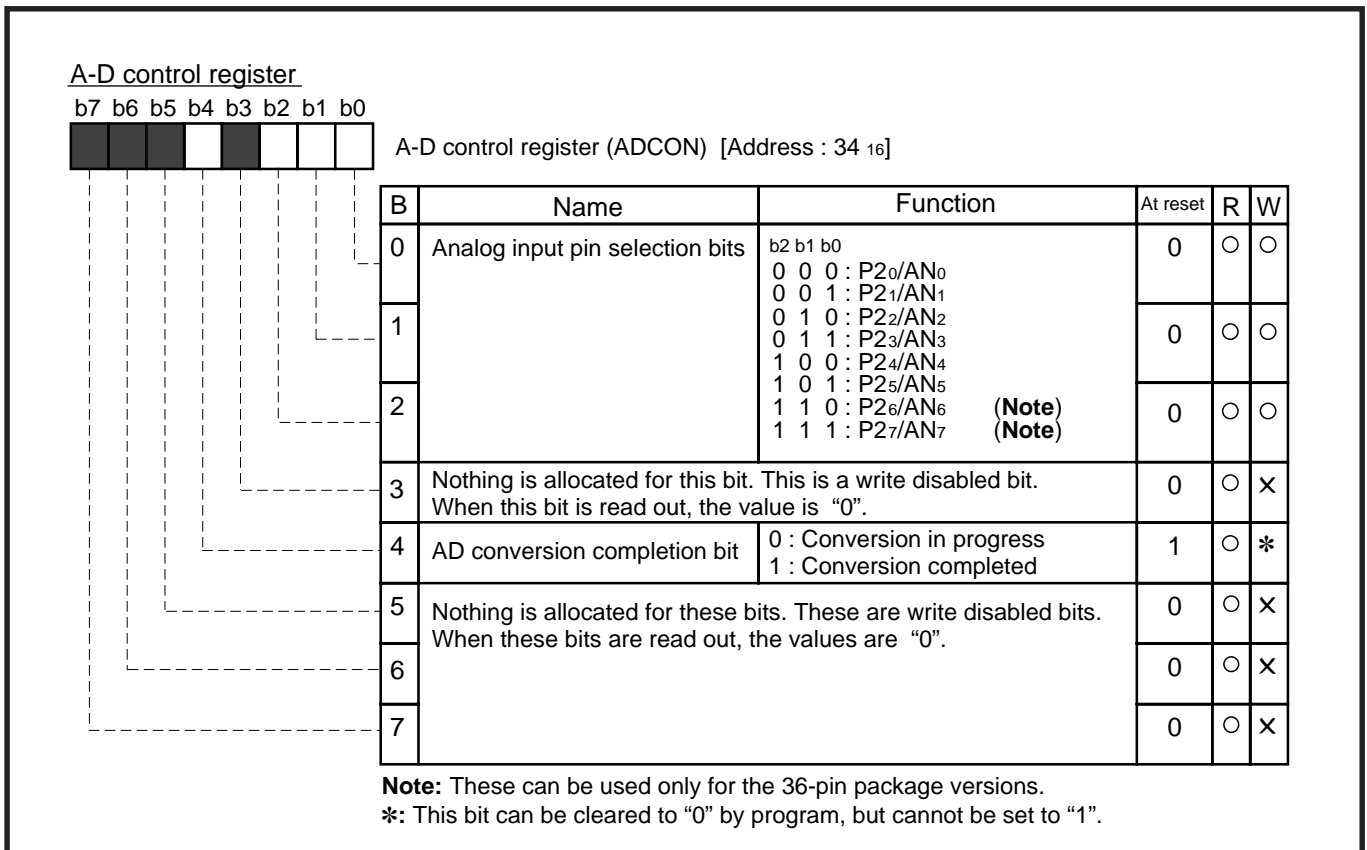 A-D control register
b7 b6 b5 b4 b3 b2 b1 b0
A-D control register (ADCON) [Address : 34 16]
B Name Function At reset R W
0 Analog input pin selection bits b2 b1 b0 0 ○ ○
0 0 0 : P20/AN0
0 0 1 : P21/AN1
0 1 0 : P22/AN2
1 0 ○ ○
0 1 1 : P23/AN3
1 0 0 : P24/AN4
1 0 1 : P25/AN5
2 0 ○ ○
1 1 0 : P26/AN6 (Note)
1 1 1 : P27/AN7 (Note)
3 Nothing is allocated for this bit. This is a write disabled bit. 0 ○ ×
When this bit is read out, the value is “0”.
4 AD conversion completion bit 0 : Conversion in progress 1 ○ ✻
1 : Conversion completed
5 Nothing is allocated for these bits. These are write disabled bits. 0 ○ ×
When these bits are read out, the values are “0”.
6 0 ○ ×
7 0 ○ ×
Note: These can be used only for the 36-pin package versions.
✻: This bit can be cleared to “0” by program, but cannot be set to “1”.